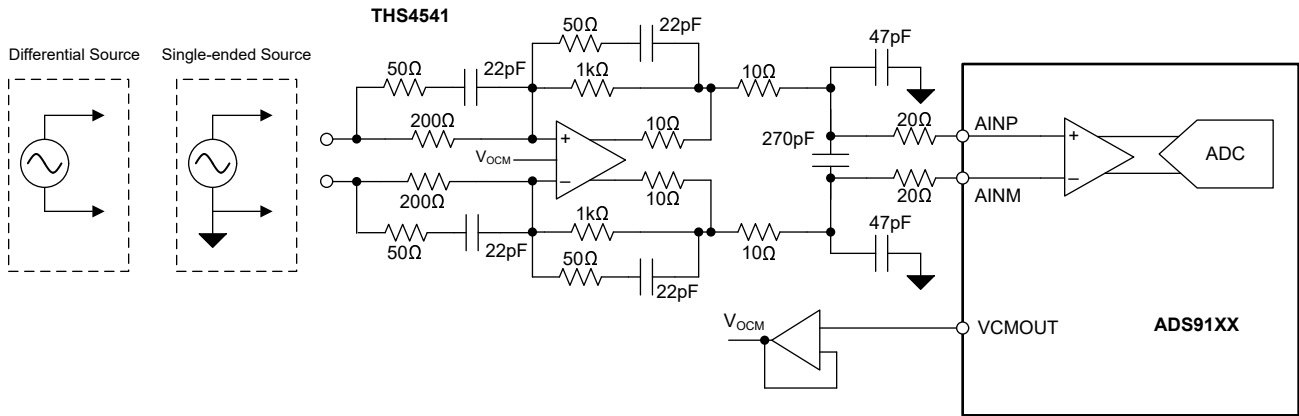 THS4541
Differential Source
Single-ended Source
50Ω
22pF
47pF
50Ω
22pF
1kΩ
10Ω
200Ω
10Ω
270pF
20Ω
AINP
VOCM
ADC
200Ω
10Ω
20Ω
AINM
1kΩ
50Ω
22pF
10Ω
47pF
50Ω
22pF
VOCM
VCMOUT
ADS91XX
+
−
+
−